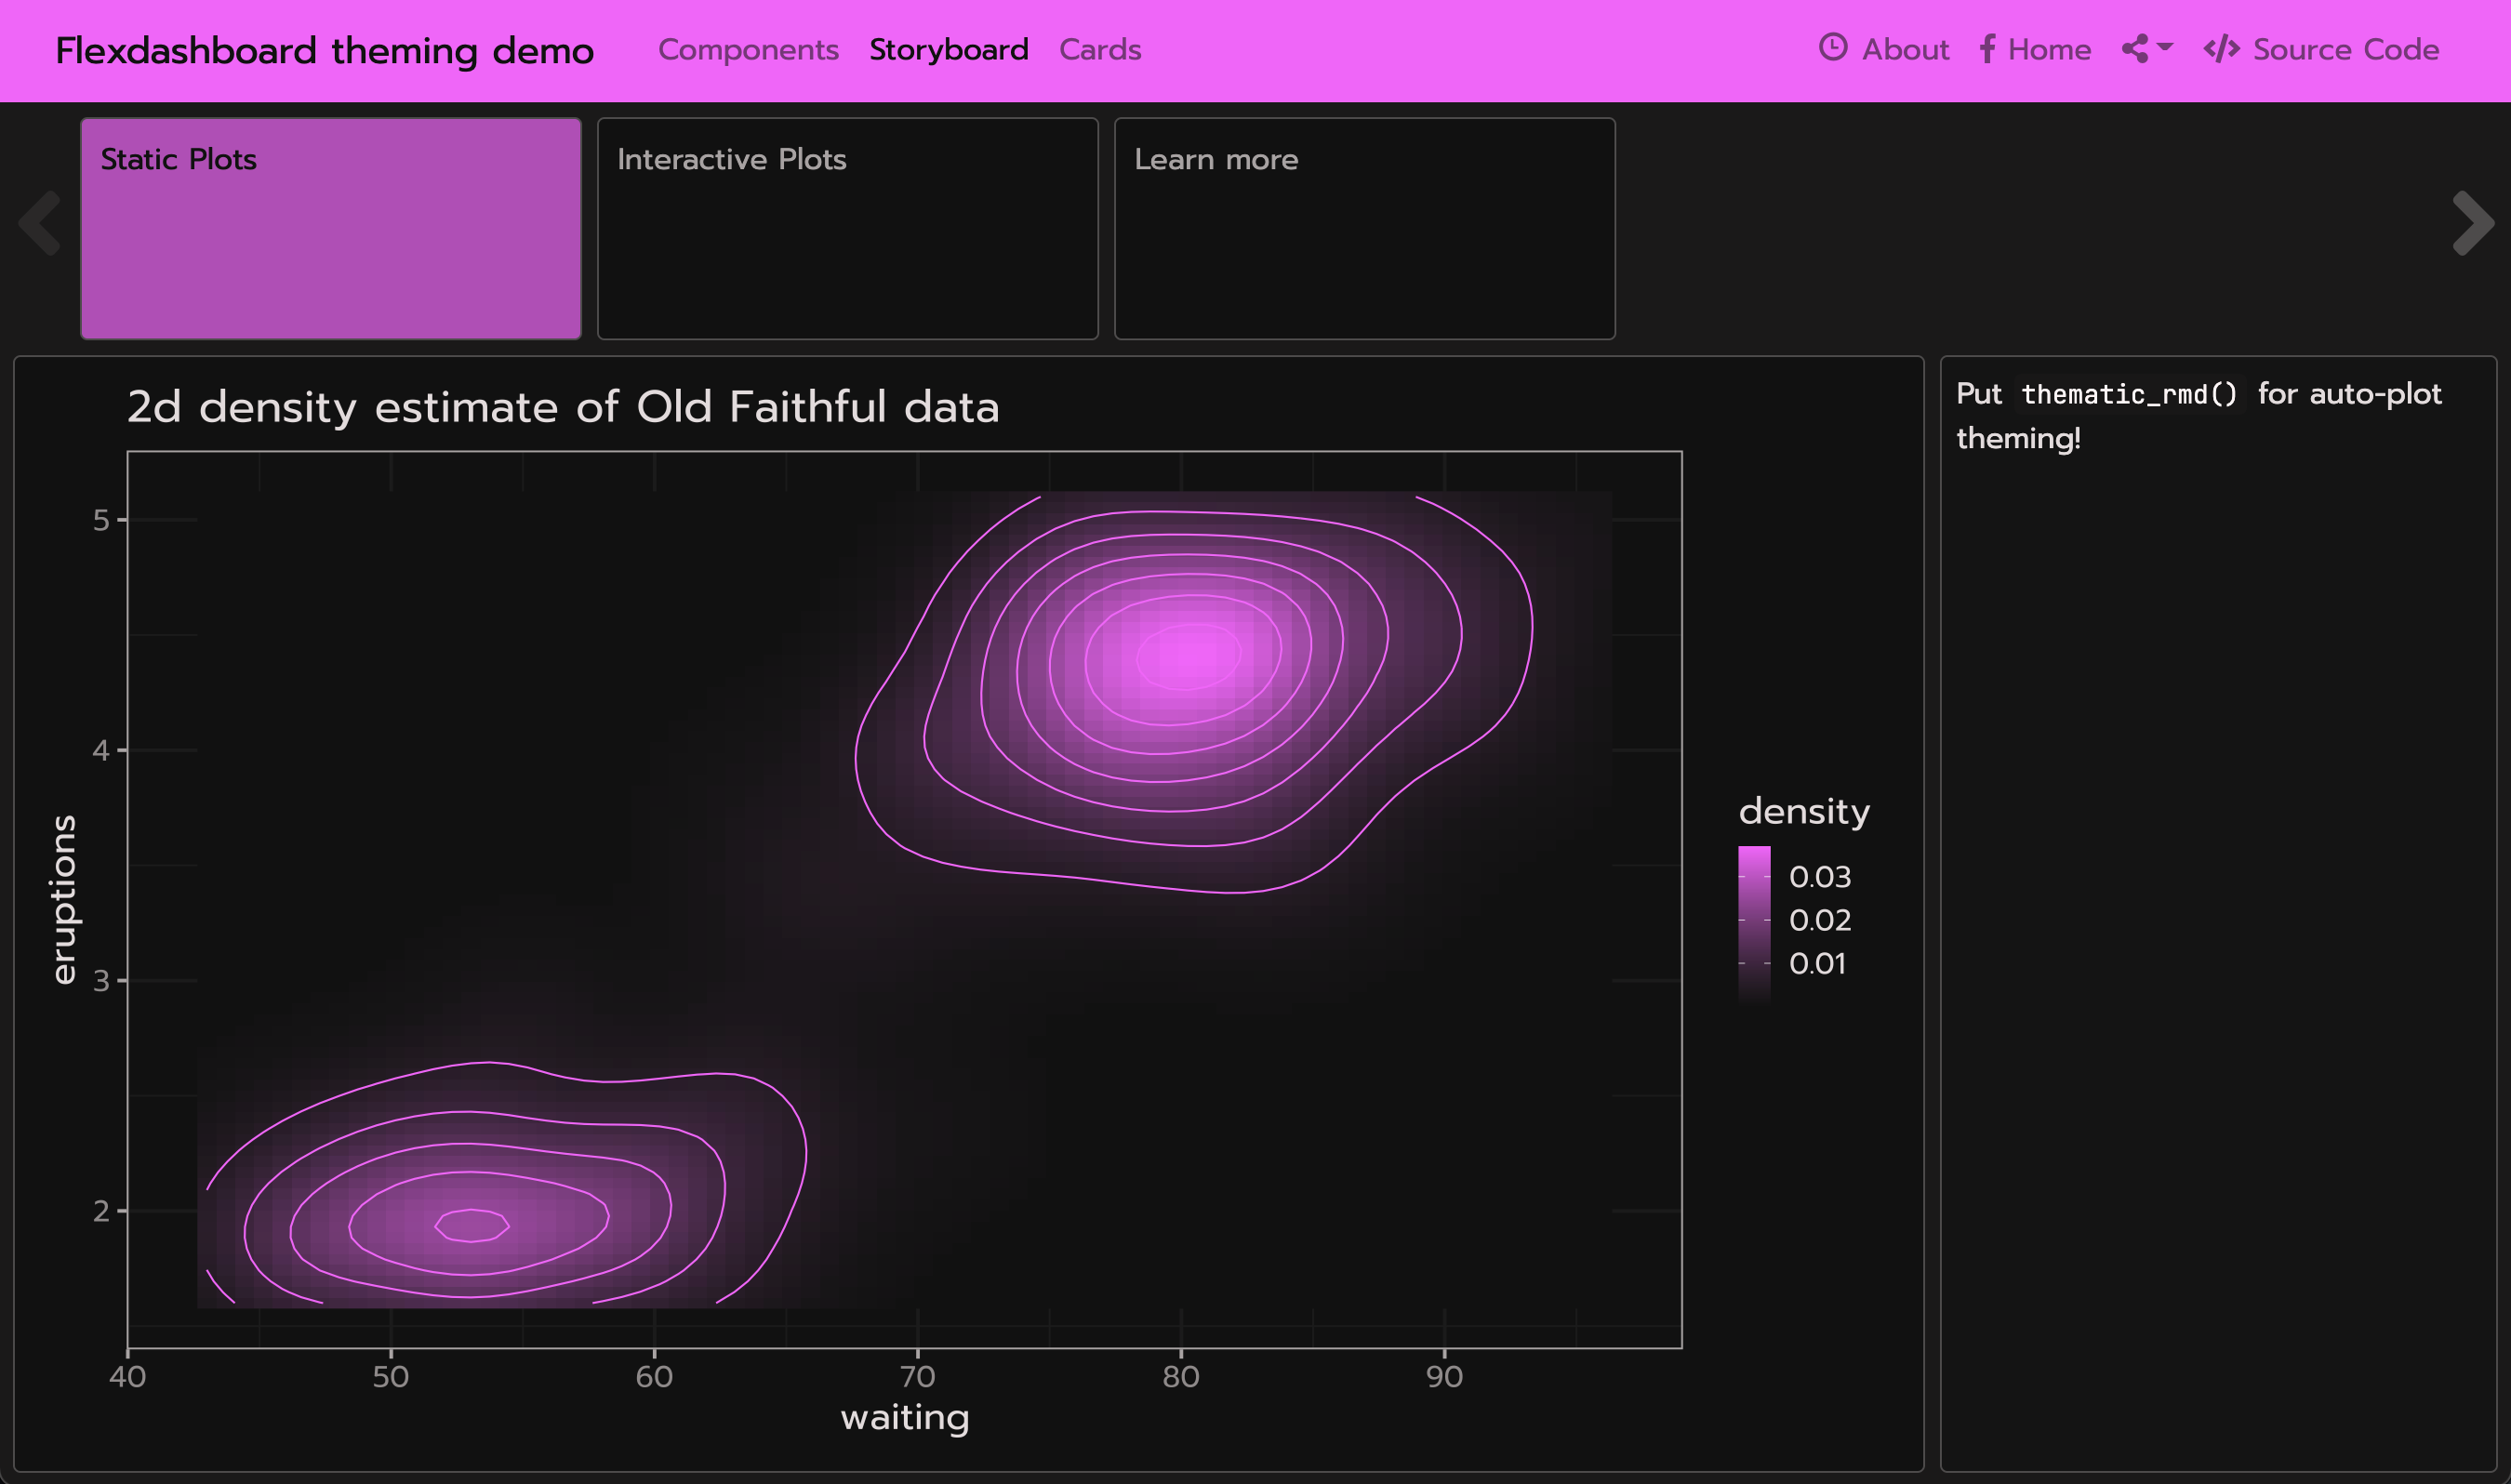 Flexdashboard theming demo
Components
Storyboard
Cards
About
Home
Source Code
Static Plots
Interactive Plots
Learn more
2d density estimate of Old Faithful data
5
4
3
2
eruptions
40
50
60
70
80
90
waiting
density
0.03
0.02
0.01
Put thematic_rmd() for auto-plot
theming!